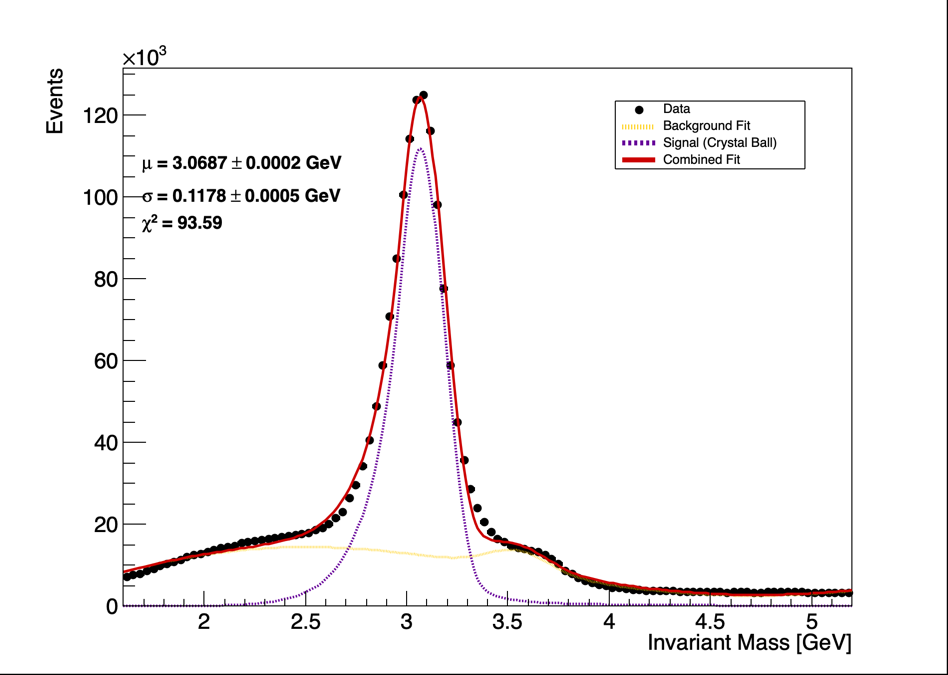 ×10³
Events
120
100
80
60
40
20
0
μ = 3.0687 ± 0.0002 GeV
σ = 0.1178 ± 0.0005 GeV
χ² = 93.59
Data
Background Fit
Signal (Crystal Ball)
Combined Fit
2 2.5 3 3.5 4 4.5 5
Invariant Mass [GeV]